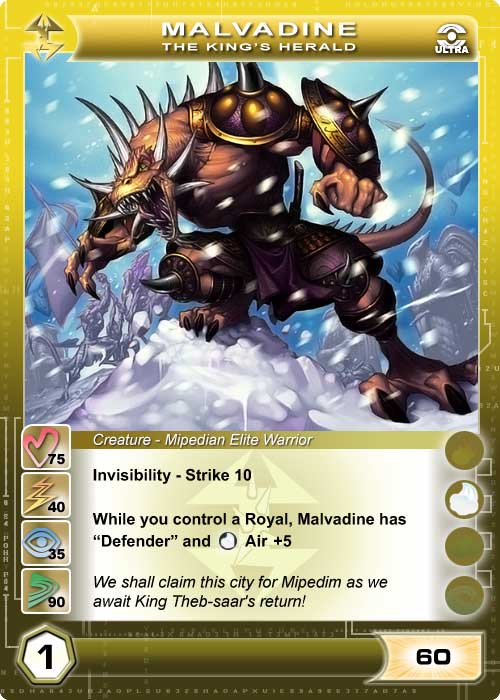 MALVADINE
THE KING'S HERALD
ULTRA
Creature - Mipedian Elite Warrior
75
Invisibility - Strike 10
40
While you control a Royal, Malvadine has
"Defender" and Air +5
35
We shall claim this city for Mipedim as we
await King Theb-saar's return!
90
1
60